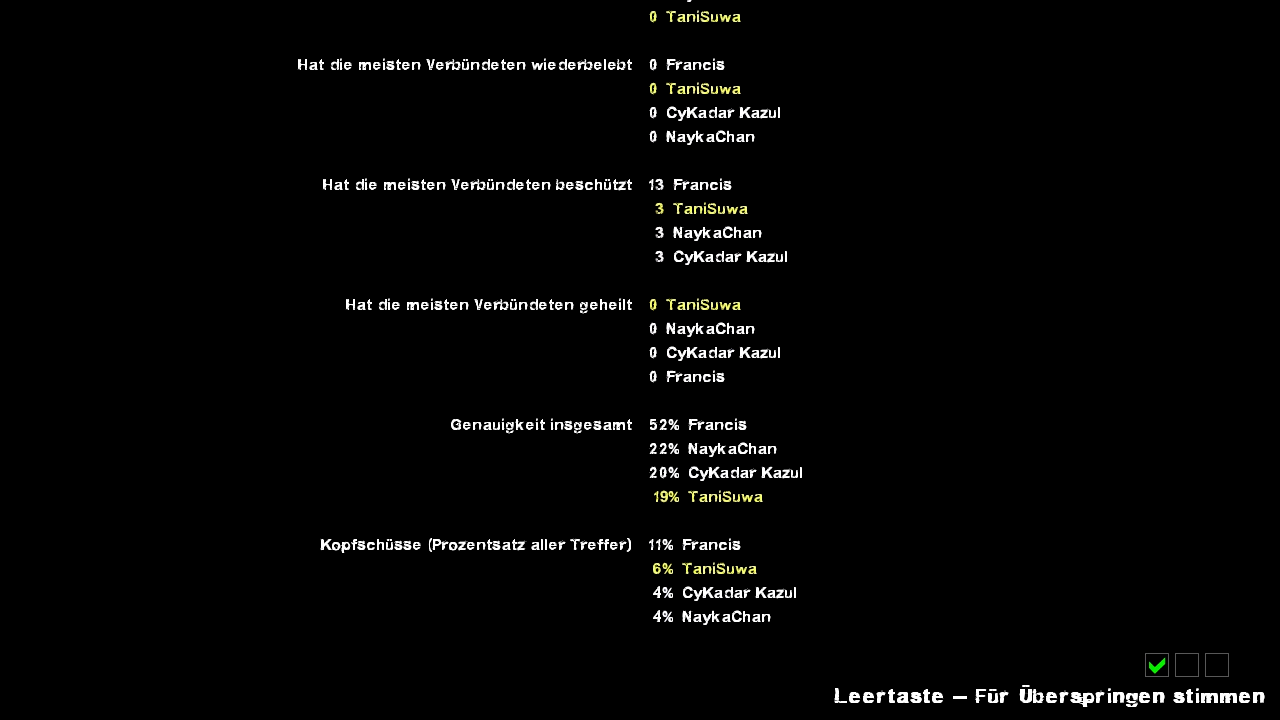 0 TaniSuwa
Hat die meisten Verbündeten wiederbelebt 0 Francis
0 TaniSuwa
0 CyKadar Kazul
0 NaykaChan
Hat die meisten Verbündeten beschützt 13 Francis
3 TaniSuwa
3 NaykaChan
3 CyKadar Kazul
Hat die meisten Verbündeten geheilt 0 TaniSuwa
0 NaykaChan
0 CyKadar Kazul
0 Francis
Genauigkeit insgesamt 52% Francis
22% NaykaChan
20% CyKadar Kazul
19% TaniSuwa
Kopfschüsse (Prozentsatz aller Treffer) 11% Francis
6% TaniSuwa
4% CyKadar Kazul
4% NaykaChan
Leertaste – Für Überspringen stimmen